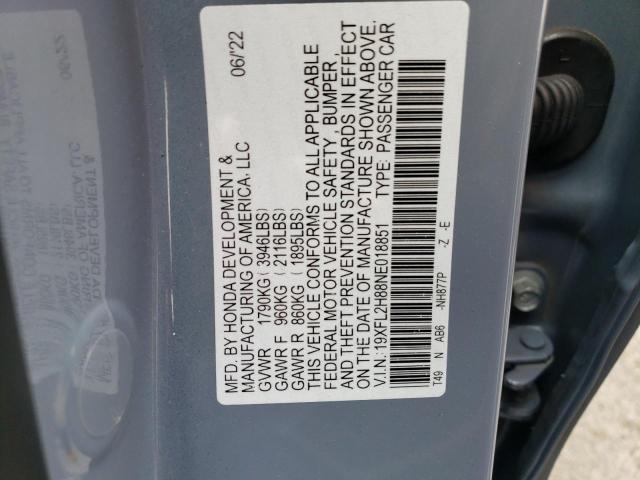 MFD. BY HONDA DEVELOPMENT & 06/22
MANUFACTURING OF AMERICA, LLC
GVWR 1790KG (3946LBS)
GAWR F 960KG (2116LBS)
GAWR R 860KG (1895LBS)
THIS VEHICLE CONFORMS TO ALL APPLICABLE
FEDERAL MOTOR VEHICLE SAFETY, BUMPER,
AND THEFT PREVENTION STANDARDS IN EFFECT
ON THE DATE OF MANUFACTURE SHOWN ABOVE.
V.I.N.: 19XFL2H88NE018851 TYPE: PASSENGER CAR
T49 N AB6 -NH877P -Z -E